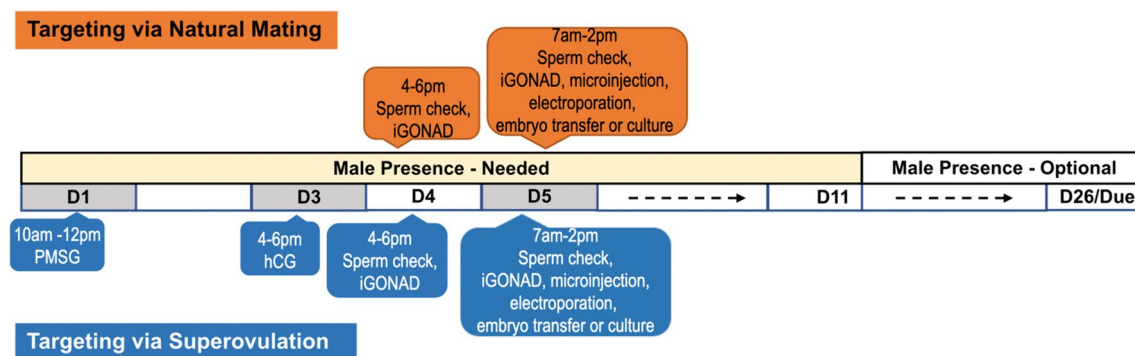 Targeting via Natural Mating
4-6pm
Sperm check,
iGONAD
7am-2pm
Sperm check,
iGONAD, microinjection,
electroporation,
embryo transfer or culture
Male Presence - Needed
Male Presence - Optional
D1
D3
D4
D5
D11
D26/Due
10am -12pm
PMSG
4-6pm
hCG
4-6pm
Sperm check,
iGONAD
7am-2pm
Sperm check,
iGONAD, microinjection,
electroporation,
embryo transfer or culture
Targeting via Superovulation